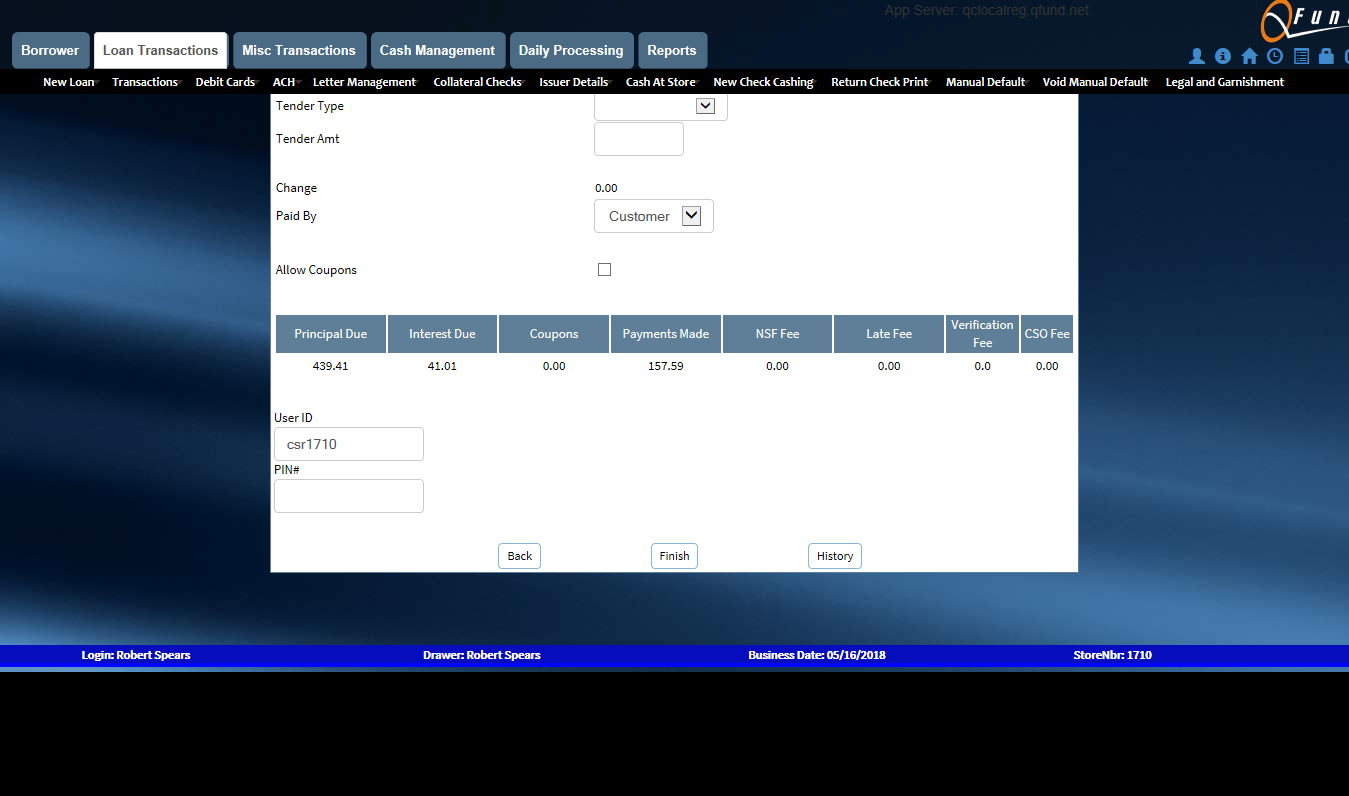 App Server: qclocalreg.qfund.net
QFun
Borrower Loan Transactions Misc Transactions Cash Management Daily Processing Reports
New Loan Transactions Debit Cards ACH Letter Management Collateral Checks Issuer Details Cash At Store New Check Cashing Return Check Print Manual Default Void Manual Default Legal and Garnishment
Tender Type
Tender Amt
Change 0.00
Paid By Customer
Allow Coupons
Principal Due Interest Due Coupons Payments Made NSF Fee Late Fee Verification Fee CSO Fee
439.41 41.01 0.00 157.59 0.00 0.00 0.0 0.00
User ID
csr1710
PIN#
Back Finish History
Login: Robert Spears Drawer: Robert Spears Business Date: 05/16/2018 StoreNbr: 1710